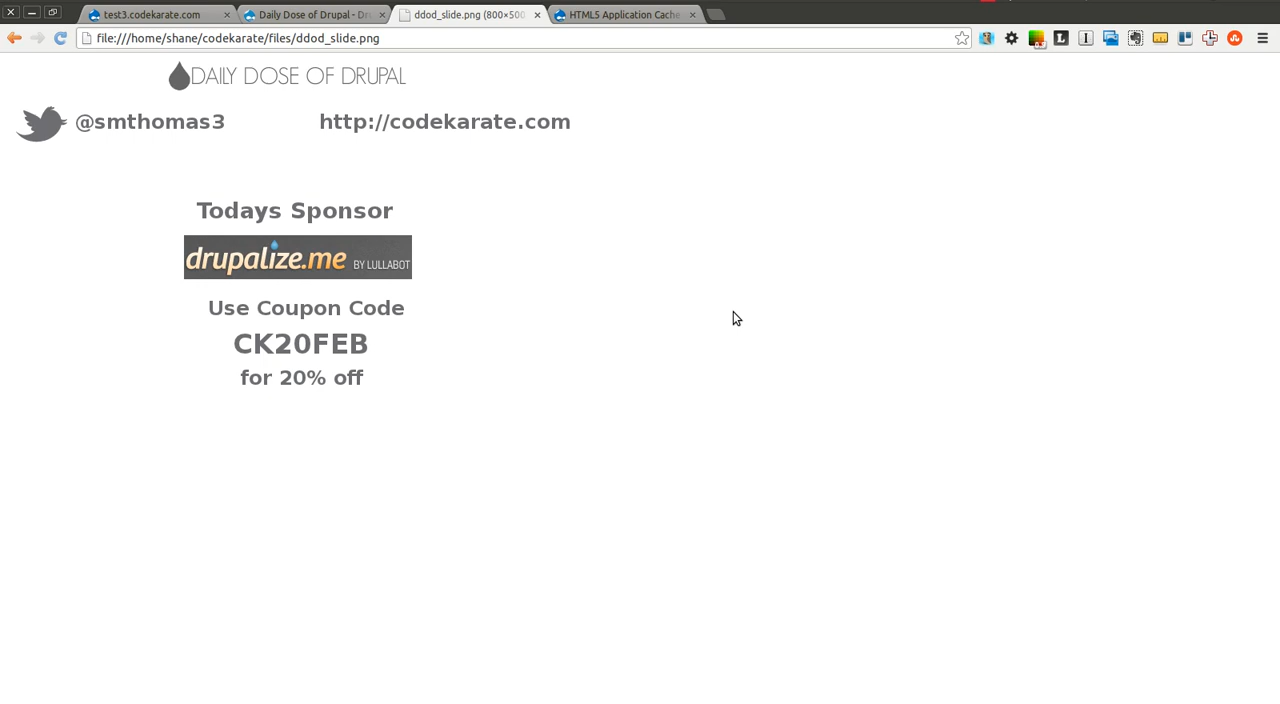 test3.codekarate.com
Daily Dose of Drupal - Dru
ddod_slide.png (800×500
HTML5 Application Cache
file:///home/shane/codekarate/files/ddod_slide.png
DAILY DOSE OF DRUPAL
@smthomas3
http://codekarate.com
Todays Sponsor
drupalize.me BY LULLABOT
Use Coupon Code
CK20FEB
for 20% off